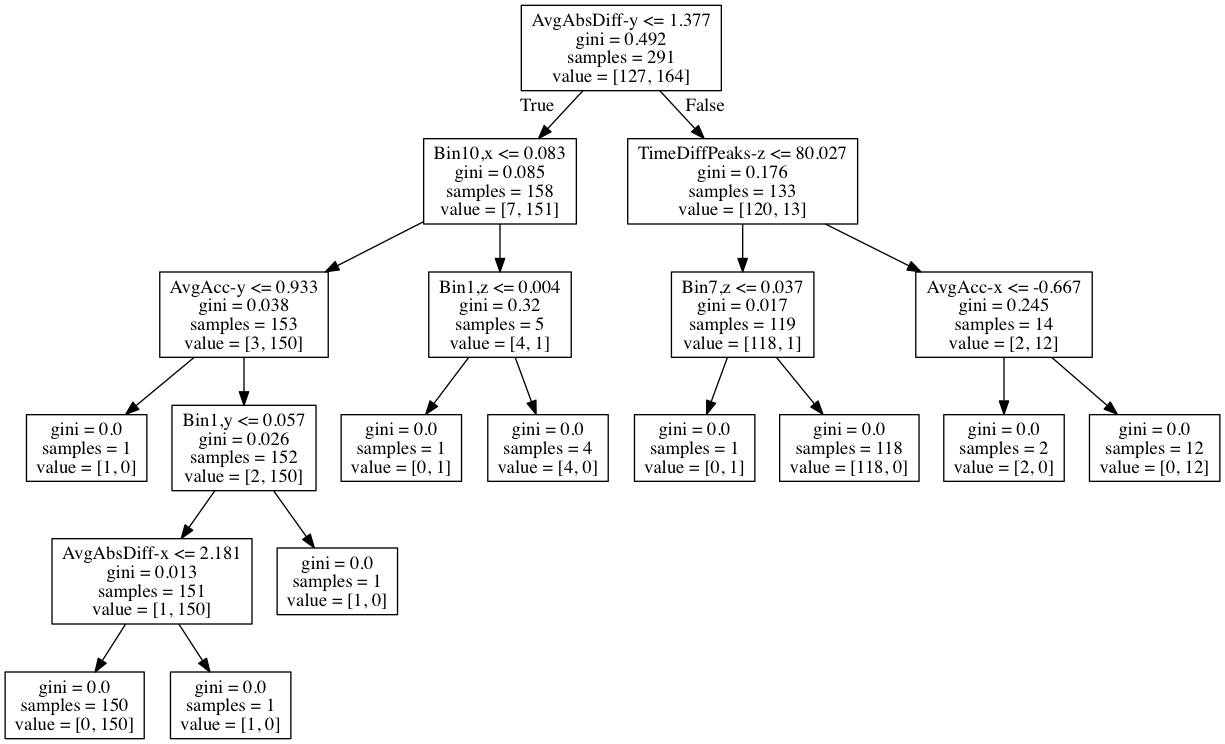 AvgAbsDiff-y <= 1.377
gini = 0.492
samples = 291
value = [127, 164]
True
False
Bin10,x <= 0.083
gini = 0.085
samples = 158
value = [7, 151]
TimeDiffPeaks-z <= 80.027
gini = 0.176
samples = 133
value = [120, 13]
AvgAcc-y <= 0.933
gini = 0.038
samples = 153
value = [3, 150]
Bin1,z <= 0.004
gini = 0.32
samples = 5
value = [4, 1]
Bin7,z <= 0.037
gini = 0.017
samples = 119
value = [118, 1]
AvgAcc-x <= -0.667
gini = 0.245
samples = 14
value = [2, 12]
gini = 0.0
samples = 1
value = [1, 0]
Bin1,y <= 0.057
gini = 0.026
samples = 152
value = [2, 150]
gini = 0.0
samples = 1
value = [0, 1]
gini = 0.0
samples = 4
value = [4, 0]
gini = 0.0
samples = 1
value = [0, 1]
gini = 0.0
samples = 118
value = [118, 0]
gini = 0.0
samples = 2
value = [2, 0]
gini = 0.0
samples = 12
value = [0, 12]
AvgAbsDiff-x <= 2.181
gini = 0.013
samples = 151
value = [1, 150]
gini = 0.0
samples = 1
value = [1, 0]
gini = 0.0
samples = 150
value = [0, 150]
gini = 0.0
samples = 1
value = [1, 0]